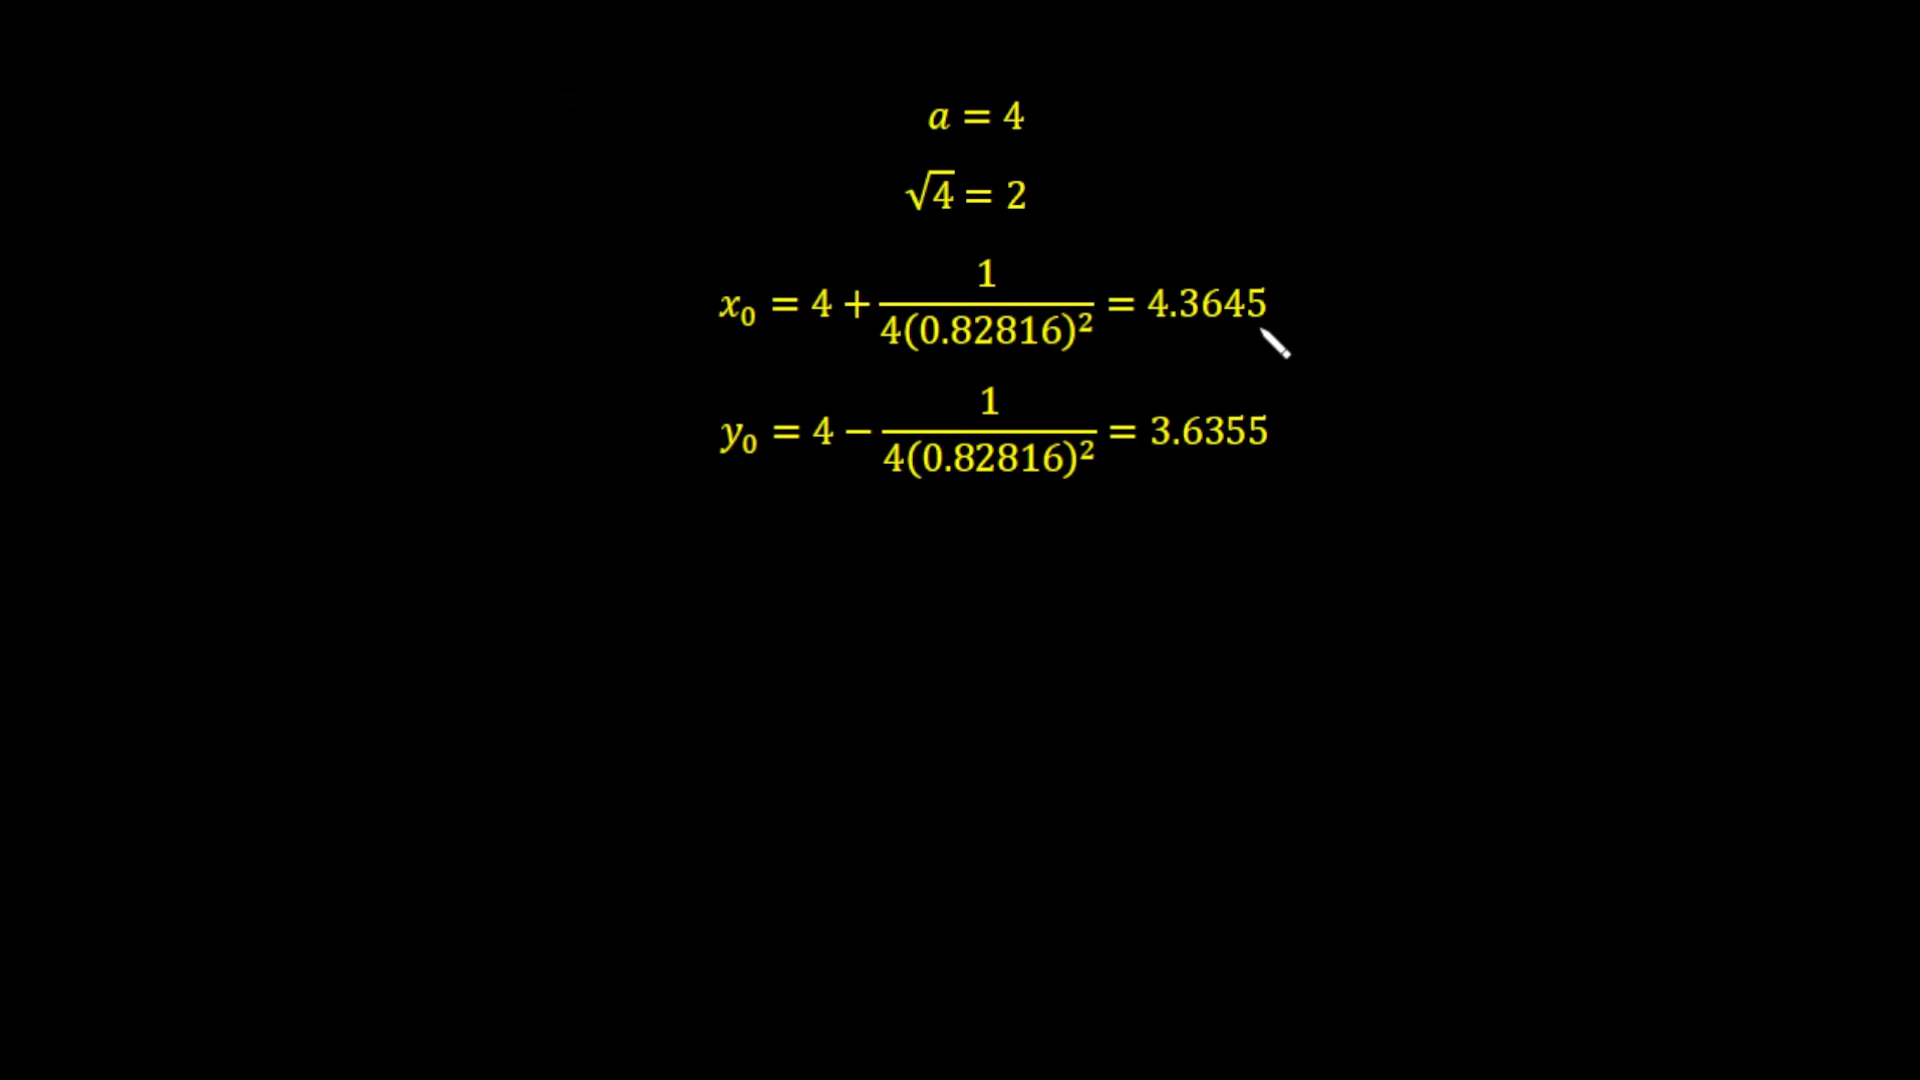 a = 4
√4 = 2
x₀ = 4 + 1/(4(0.82816)²) = 4.3645
y₀ = 4 − 1/(4(0.82816)²) = 3.6355